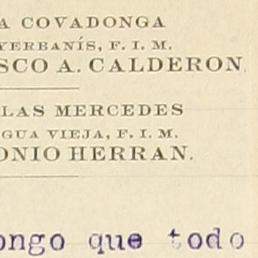 A COVADONGA
YERBANÍS, F. I. M.
SCO A. CALDERON
LAS MERCEDES
GUA VIEJA, F. I. M.
ONIO HERRAN.
ongo que todo